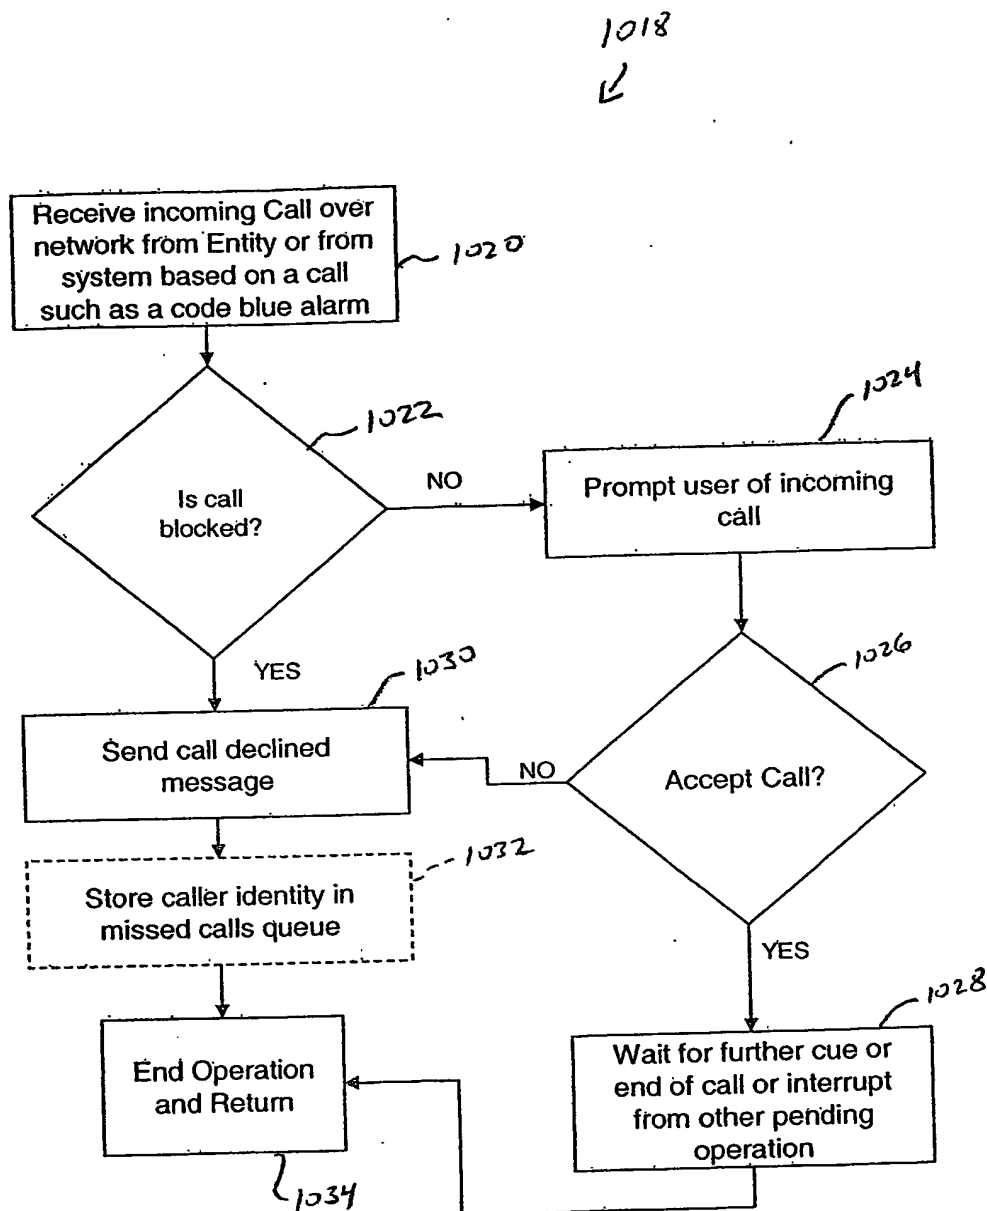 1018
Receive incoming Call over
network from Entity or from
system based on a call
such as a code blue alarm
1020
1022
Is call
blocked?
NO
1024
Prompt user of incoming
call
YES
1030
Send call declined
message
NO
1026
Accept Call?
1032
Store caller identity in
missed calls queue
YES
1028
Wait for further cue or
end of call or interrupt
from other pending
operation
End Operation
and Return
1034